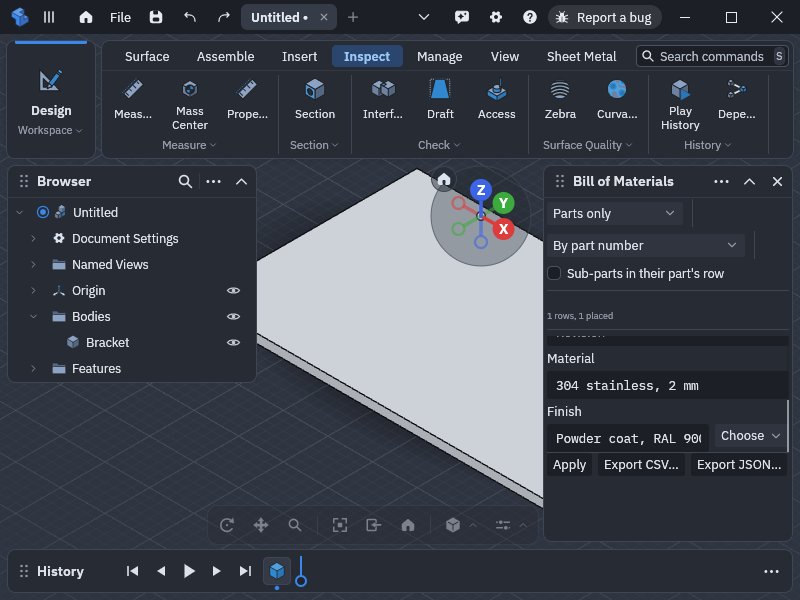 File
Untitled •
Report a bug
Design
Workspace
Surface
Assemble
Insert
Inspect
Manage
View
Sheet Metal
Search commands
S
Meas...
Mass Center
Prope...
Section
Interf...
Draft
Access
Zebra
Curva...
Play History
Depe...
Measure
Section
Check
Surface Quality
History
Browser
Untitled
Document Settings
Named Views
Origin
Bodies
Bracket
Features
Z
Y
X
Bill of Materials
Parts only
By part number
Sub-parts in their part's row
1 rows, 1 placed
Material
304 stainless, 2 mm
Finish
Powder coat, RAL 900
Choose
Apply
Export CSV...
Export JSON...
History